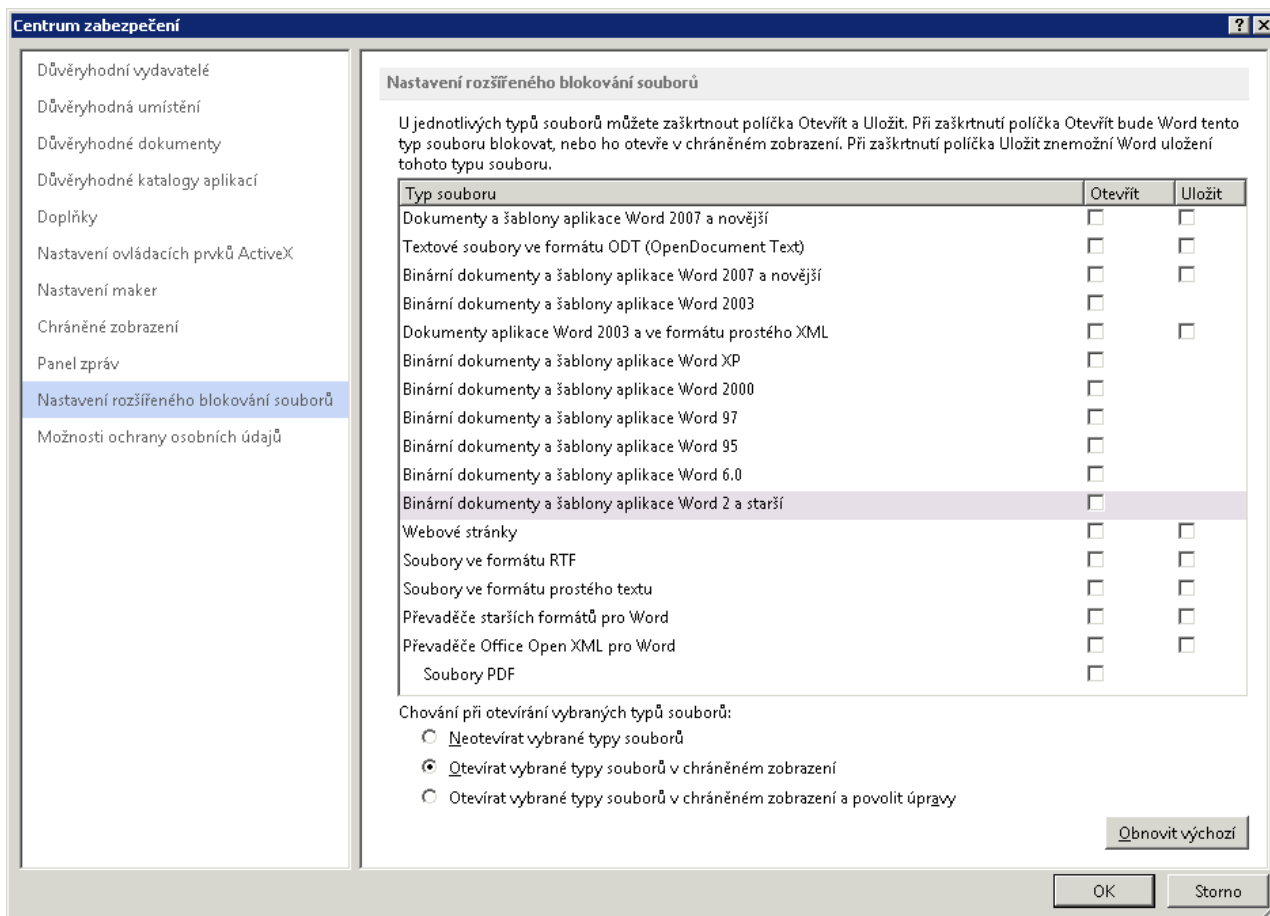 Centrum zabezpečení
Důvěryhodní vydavatelé
Důvěryhodná umístění
Důvěryhodné dokumenty
Důvěryhodné katalogy aplikací
Doplňky
Nastavení ovládacích prvků ActiveX
Nastavení maker
Chráněné zobrazení
Panel zpráv
Nastavení rozšířeného blokování souborů
Možnosti ochrany osobních údajů
Nastavení rozšířeného blokování souborů
U jednotlivých typů souborů můžete zaškrtnout políčka Otevřít a Uložit. Při zaškrtnutí políčka Otevřít bude Word tento
typ souboru blokovat, nebo ho otevře v chráněném zobrazení. Při zaškrtnutí políčka Uložit znemožní Word uložení
tohoto typu souboru.
Typ souboru Otevřít Uložit
Dokumenty a šablony aplikace Word 2007 a novější
Textové soubory ve formátu ODT (OpenDocument Text)
Binární dokumenty a šablony aplikace Word 2007 a novější
Binární dokumenty a šablony aplikace Word 2003
Dokumenty aplikace Word 2003 a ve formátu prostého XML
Binární dokumenty a šablony aplikace Word XP
Binární dokumenty a šablony aplikace Word 2000
Binární dokumenty a šablony aplikace Word 97
Binární dokumenty a šablony aplikace Word 95
Binární dokumenty a šablony aplikace Word 6.0
Binární dokumenty a šablony aplikace Word 2 a starší
Webové stránky
Soubory ve formátu RTF
Soubory ve formátu prostého textu
Převaděče starších formátů pro Word
Převaděče Office Open XML pro Word
Soubory PDF
Chování při otevírání vybraných typů souborů:
Neotevírat vybrané typy souborů
Otevírat vybrané typy souborů v chráněném zobrazení
Otevírat vybrané typy souborů v chráněném zobrazení a povolit úpravy
Obnovit výchozí
OK Storno